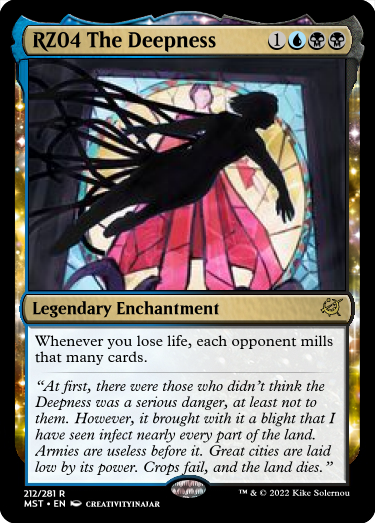 RZ04 The Deepness
1
Legendary Enchantment
Whenever you lose life, each opponent mills
that many cards.
“At first, there were those who didn’t think the
Deepness was a serious danger, at least not to
them. However, it brought with it a blight that I
have seen infect nearly every part of the land.
Armies are useless before it. Great cities are laid
low by its power. Crops fail, and the land dies.”
212/281 R
MST • EN CREATIVITYINAJAR
™ & © 2022 Kike Solernou